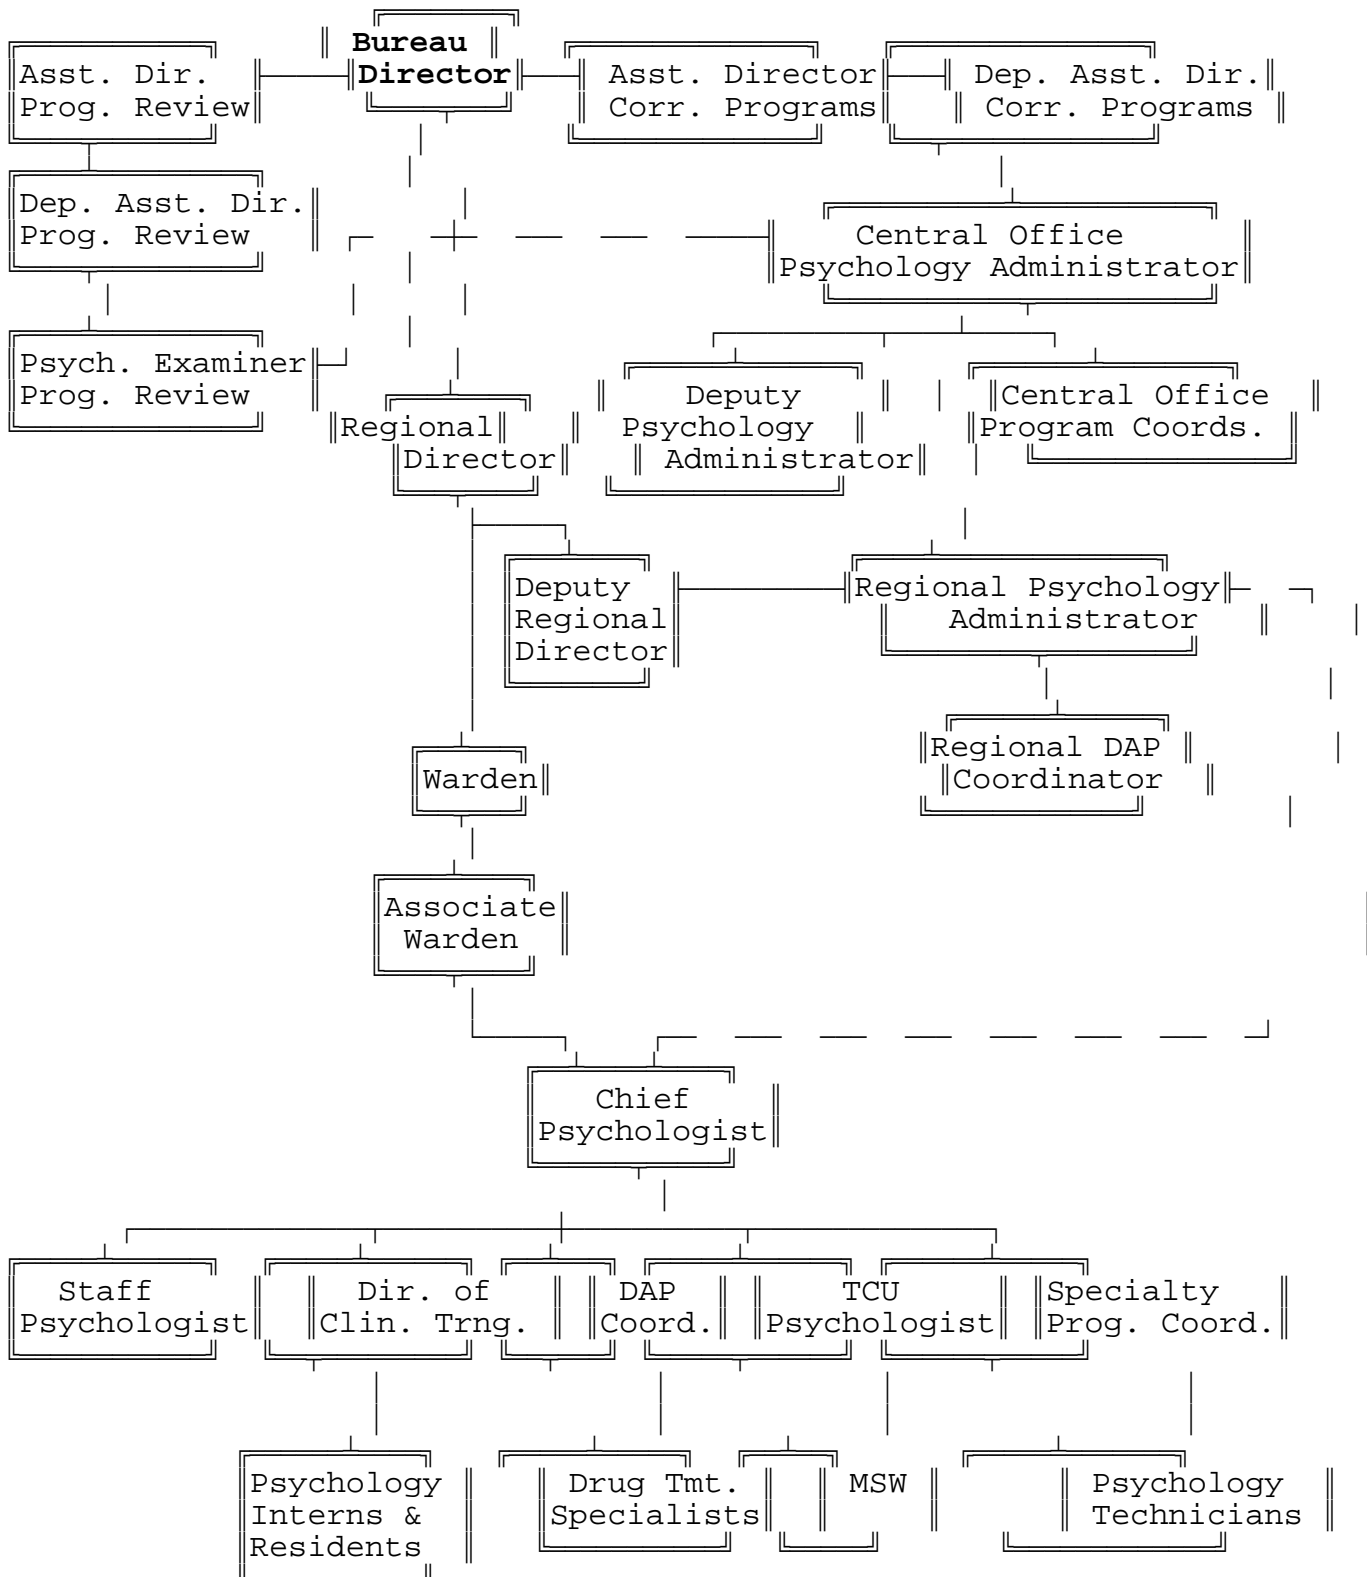 Bureau
Director
Asst. Dir.
Prog. Review
Asst. Director
Corr. Programs
Dep. Asst. Dir.
Corr. Programs
Dep. Asst. Dir.
Prog. Review
Central Office
Psychology Administrator
Psych. Examiner
Prog. Review
Regional
Director
Deputy
Psychology
Administrator
Central Office
Program Coords.
Deputy
Regional
Director
Regional Psychology
Administrator
Regional DAP
Coordinator
Warden
Associate
Warden
Chief
Psychologist
Staff
Psychologist
Dir. of
Clin. Trng.
DAP
Coord.
TCU
Psychologist
Specialty
Prog. Coord.
Psychology
Interns &
Residents
Drug Tmt.
Specialists
MSW
Psychology
Technicians